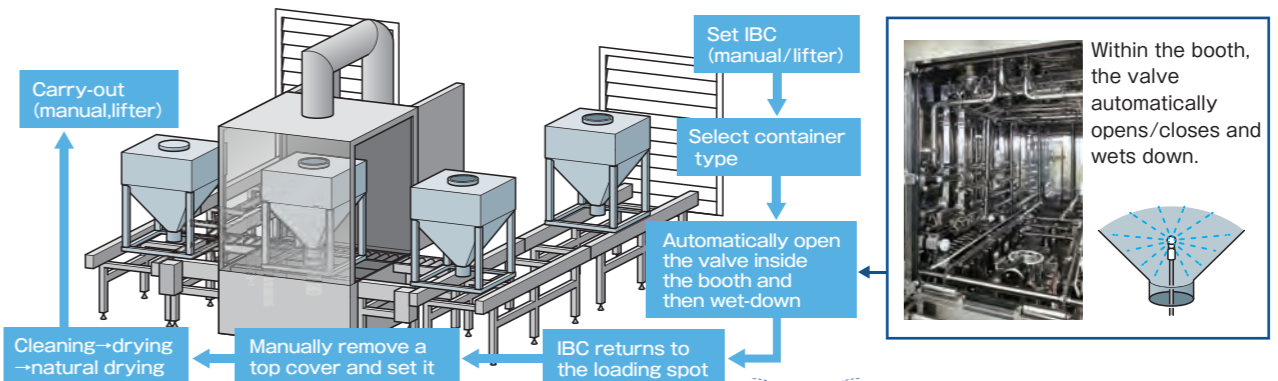 Set IBC
(manual/lifter)
Select container
type
Automatically open
the valve inside
the booth and
then wet-down
Within the booth,
the valve
automatically
opens/closes and
wets down.
IBC returns to
the loading spot
Manually remove a
top cover and set it
Cleaning→drying
→natural drying
Carry-out
(manual,lifter)